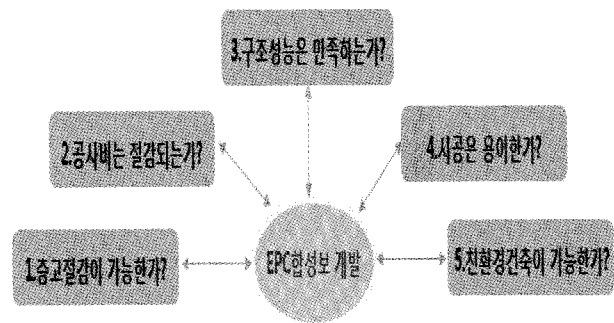 3.구조성능은 만족하는가?
2.공사비는 절감되는가?
4.시공은 용이한가?
1.층고절감이 가능한가?
EPC합성보 개발
5.친환경건축이 가능한가?